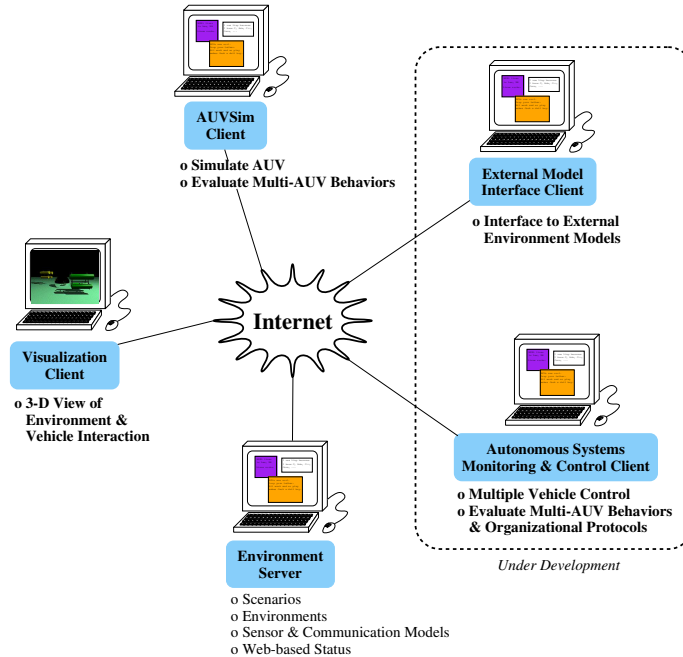 AUVSim
Client
o Simulate AUV
o Evaluate Multi-AUV Behaviors
External Model
Interface Client
o Interface to External
Environment Models
Internet
Visualization
Client
o 3-D View of
Environment &
Vehicle Interaction
Autonomous Systems
Monitoring & Control Client
o Multiple Vehicle Control
o Evaluate Multi-AUV Behaviors
& Organizational Protocols
Under Development
Environment
Server
o Scenarios
o Environments
o Sensor & Communication Models
o Web-based Status